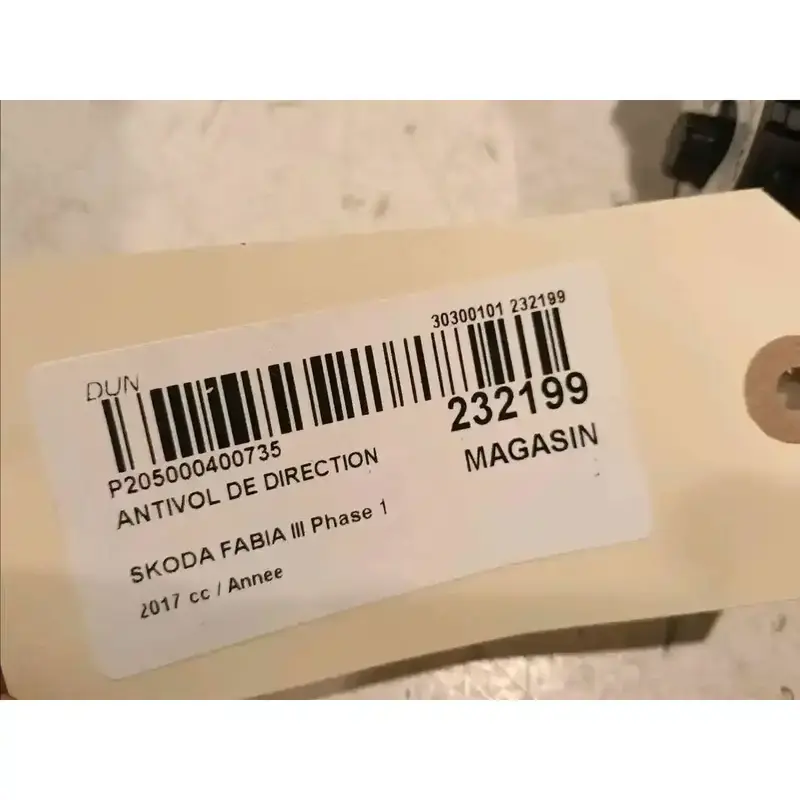 30300101 232199
DUN
P205000400735
232199
ANTIVOL DE DIRECTION
MAGASIN
SKODA FABIA III Phase 1
2017 cc / Annee